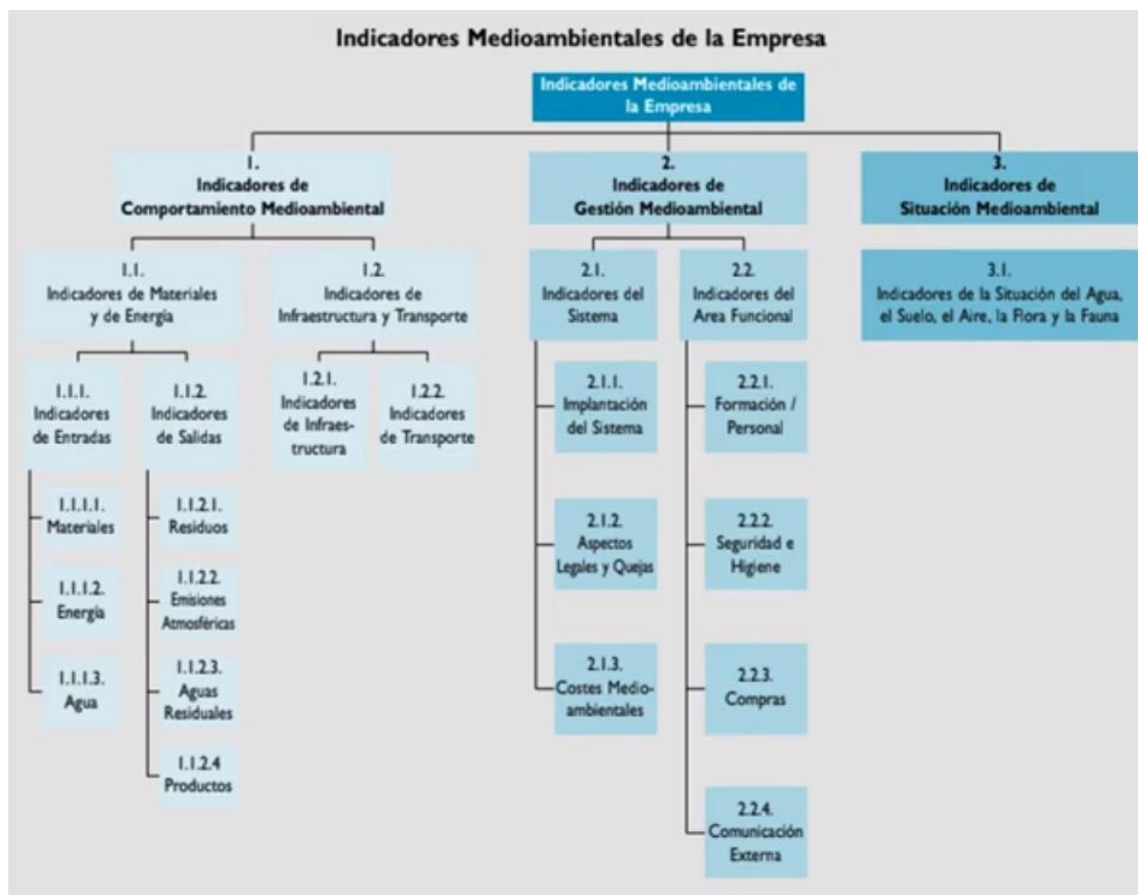 Indicadores Medioambientales de la Empresa
Indicadores Medioambientales de
la Empresa
1.
Indicadores de
Comportamiento Medioambiental
2.
Indicadores de
Gestión Medioambiental
3.
Indicadores de
Situación Medioambiental
1.1.
Indicadores de Materiales
y de Energía
1.2.
Indicadores de
Infraestructura y Transporte
2.1.
Indicadores del
Sistema
2.2.
Indicadores del
Area Funcional
3.1.
Indicadores de la Situación del Agua,
el Suelo, el Aire, la Flora y la Fauna
1.1.1.
Indicadores
de Entradas
1.1.2.
Indicadores
de Salidas
1.2.1.
Indicadores
de Infraes-
tructura
1.2.2.
Indicadores
de Transporte
2.1.1.
Implantación
del Sistema
2.2.1.
Formación /
Personal
1.1.1.1.
Materiales
1.1.2.1.
Residuos
2.1.2.
Aspectos
Legales y Quejas
2.2.2.
Seguridad e
Higiene
1.1.1.2.
Energía
1.1.2.2.
Emisiones
Atmosféricas
1.1.1.3.
Agua
1.1.2.3.
Aguas
Residuales
2.1.3.
Costes Medio-
ambientales
2.2.3.
Compras
1.1.2.4
Productos
2.2.4.
Comunicación
Externa